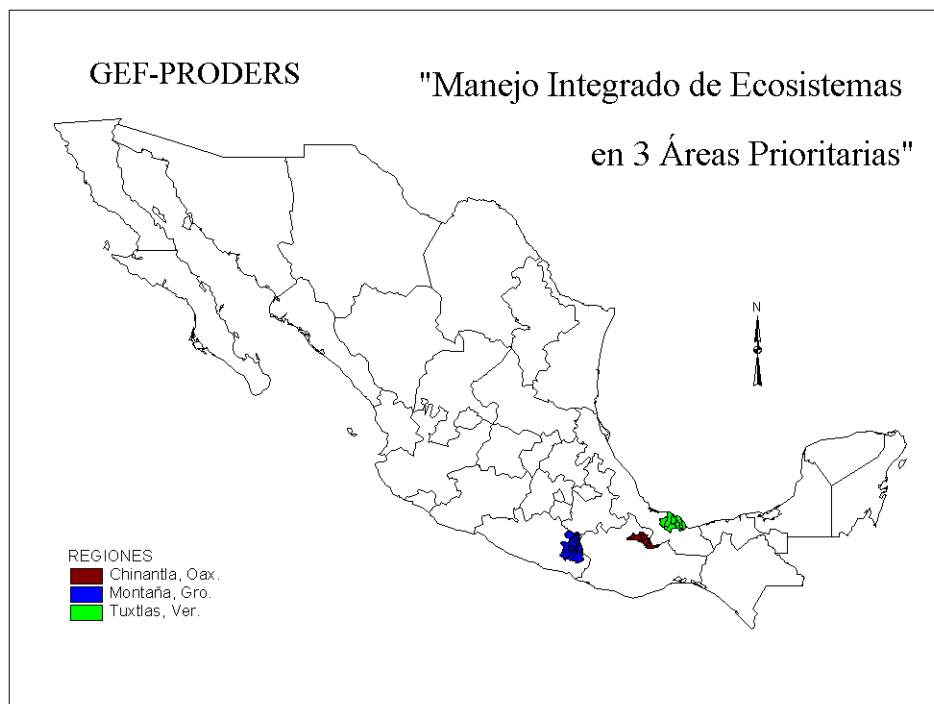 GEF-PRODERS
"Manejo Integrado de Ecosistemas
en 3 Áreas Prioritarias"
N
REGIONES
Chinantla, Oax.
Montaña, Gro.
Tuxtlas, Ver.